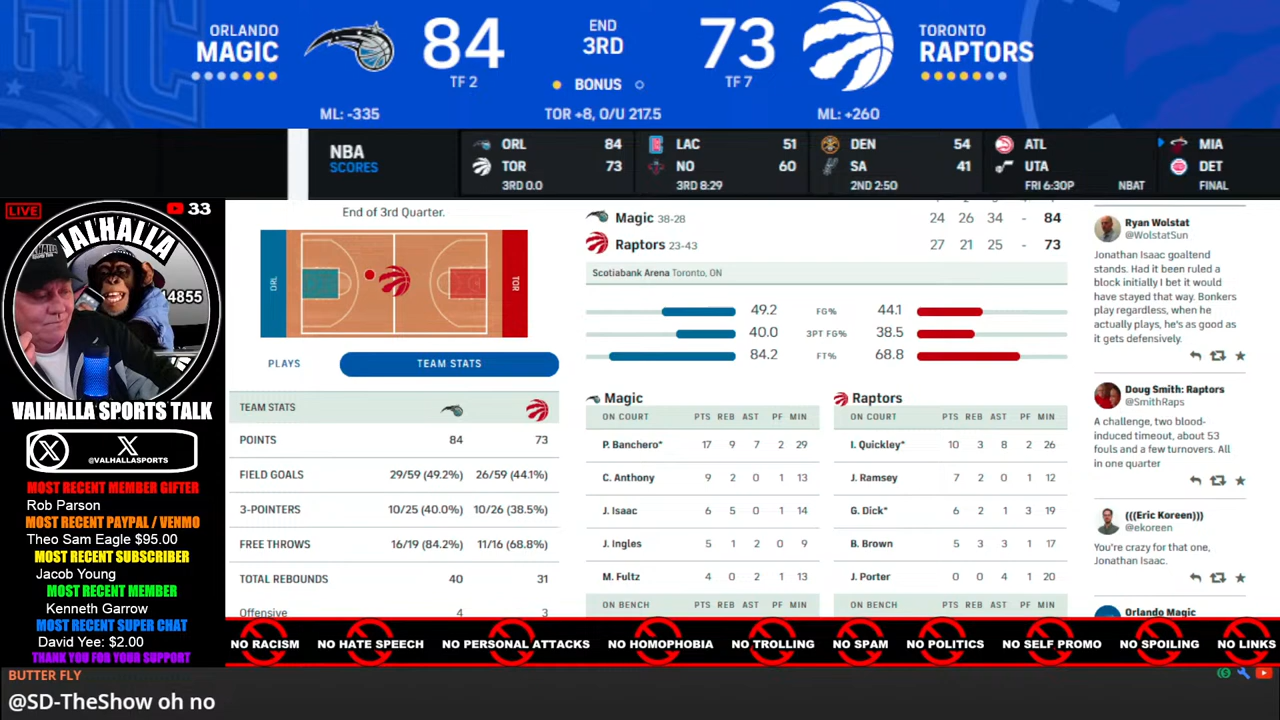 ORLANDO
MAGIC
84
TF 2
END
3RD
BONUS
73
TF 7
TORONTO
RAPTORS
ML: -335
TOR +8, O/U 217.5
ML: +260
NBA
SCORES
ORL 84
TOR 73
3RD 0.0
LAC 51
NO 60
3RD 8:29
DEN 54
SA 41
2ND 2:50
ATL
UTA
FRI 6:30P NBAT
MIA
DET
FINAL
LIVE
33
VALHALLA
14855
VALHALLA SPORTS TALK
@VALHALLASPORTS
MOST RECENT MEMBER GIFTER
Rob Parson
MOST RECENT PAYPAL / VENMO
Theo Sam Eagle $95.00
MOST RECENT SUBSCRIBER
Jacob Young
MOST RECENT MEMBER
Kenneth Garrow
MOST RECENT SUPER CHAT
David Yee: $2.00
THANK YOU FOR YOUR SUPPORT
End of 3rd Quarter.
ORL
TOR
PLAYS
TEAM STATS
TEAM STATS
POINTS 84 73
FIELD GOALS 29/59 (49.2%) 26/59 (44.1%)
3-POINTERS 10/25 (40.0%) 10/26 (38.5%)
FREE THROWS 16/19 (84.2%) 11/16 (68.8%)
TOTAL REBOUNDS 40 31
Offensive 4 3
Magic 38-28 24 26 34 - 84
Raptors 23-43 27 21 25 - 73
Scotiabank Arena Toronto, ON
49.2 FG% 44.1
40.0 3PT FG% 38.5
84.2 FT% 68.8
Magic
ON COURT PTS REB AST PF MIN
P. Banchero* 17 9 7 2 29
C. Anthony 9 2 0 1 13
J. Isaac 6 5 0 1 14
J. Ingles 5 1 2 0 9
M. Fultz 4 0 2 1 13
ON BENCH PTS REB AST PF MIN
Raptors
ON COURT PTS REB AST PF MIN
I. Quickley* 10 3 8 2 26
J. Ramsey 7 2 0 1 12
G. Dick* 6 2 1 3 19
B. Brown 5 3 3 1 17
J. Porter 0 0 4 1 20
ON BENCH PTS REB AST PF MIN
Ryan Wolstat
@WolstatSun
Jonathan Isaac goaltend
stands. Had it been ruled a
block initially I bet it would
have stayed that way. Bonkers
play regardless, when he
actually plays, he's as good as
it gets defensively.
Doug Smith: Raptors
@SmithRaps
A challenge, two blood-
induced timeout, about 53
fouls and a few turnovers. All
in one quarter
(((Eric Koreen)))
@ekoreen
You're crazy for that one,
Jonathan Isaac.
Orlando Magic
NO RACISM
NO HATE SPEECH
NO PERSONAL ATTACKS
NO HOMOPHOBIA
NO TROLLING
NO SPAM
NO POLITICS
NO SELF PROMO
NO SPOILING
NO LINKS
BUTTER FLY
@SD-TheShow oh no